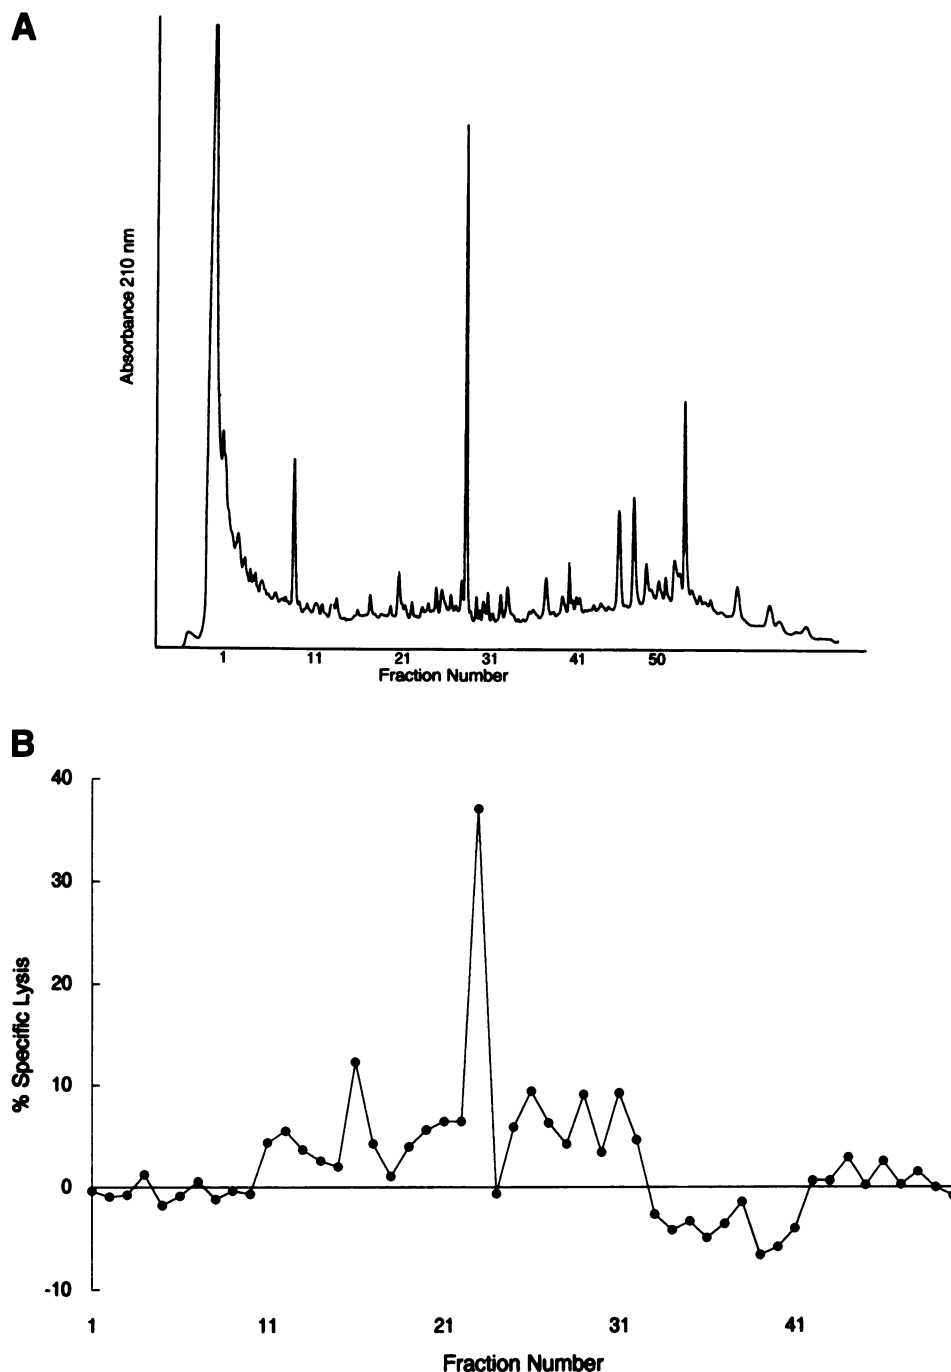 A
Absorbance 210 nm
1 11 21 31 41 50
Fraction Number
B
40
30
20
10
0
-10
% Specific Lysis
1 11 21 31 41
Fraction Number